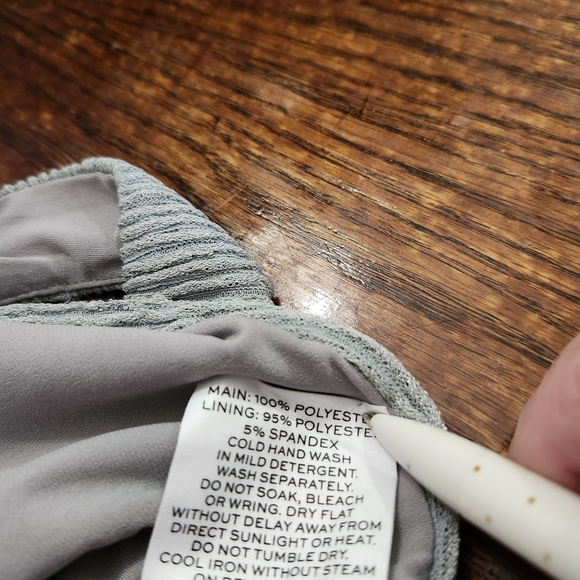 MAIN: 100% POLYESTE
LINING: 95% POLYESTE
5% SPANDEX
COLD HAND WASH
IN MILD DETERGENT.
WASH SEPARATELY.
DO NOT SOAK, BLEACH
OR WRING. DRY FLAT
WITHOUT DELAY AWAY FROM
DIRECT SUNLIGHT OR HEAT.
DO NOT TUMBLE DRY.
COOL IRON WITHOUT STEAM
ON